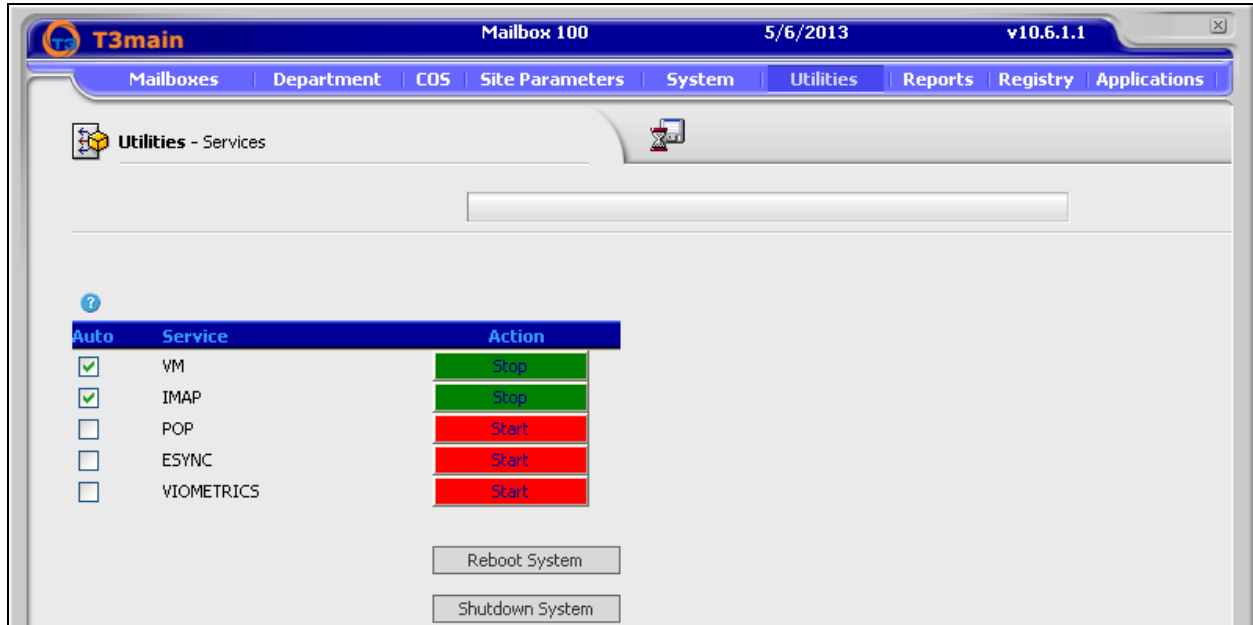 T3 T3main Mailbox 100 5/6/2013 v10.6.1.1
Mailboxes Department COS Site Parameters System Utilities Reports Registry Applications
Utilities - Services
Auto Service Action
VM Stop
IMAP Stop
POP Start
ESYNC Start
VIOMETRICS Start
Reboot System
Shutdown System